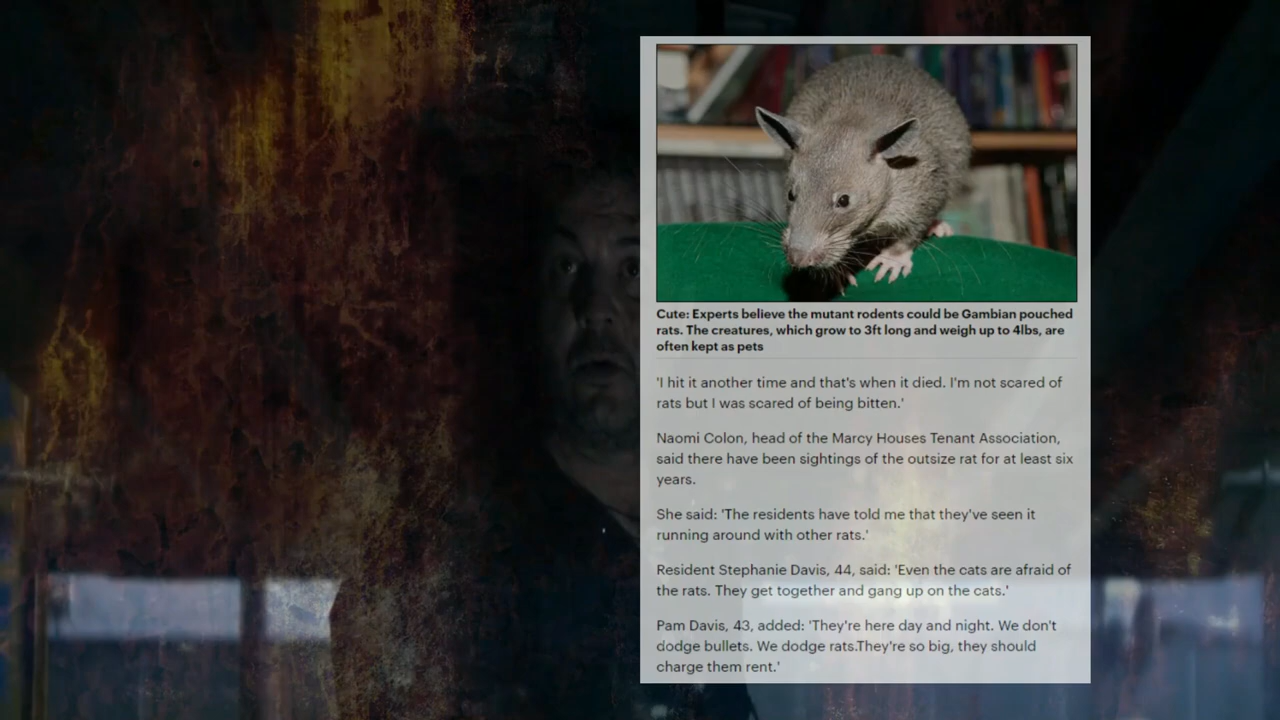 Cute: Experts believe the mutant rodents could be Gambian pouched
rats. The creatures, which grow to 3ft long and weigh up to 4lbs, are
often kept as pets
'I hit it another time and that's when it died. I'm not scared of
rats but I was scared of being bitten.'
Naomi Colon, head of the Marcy Houses Tenant Association,
said there have been sightings of the outsize rat for at least six
years.
She said: 'The residents have told me that they've seen it
running around with other rats.'
Resident Stephanie Davis, 44, said: 'Even the cats are afraid of
the rats. They get together and gang up on the cats.'
Pam Davis, 43, added: 'They're here day and night. We don't
dodge bullets. We dodge rats.They're so big, they should
charge them rent.'